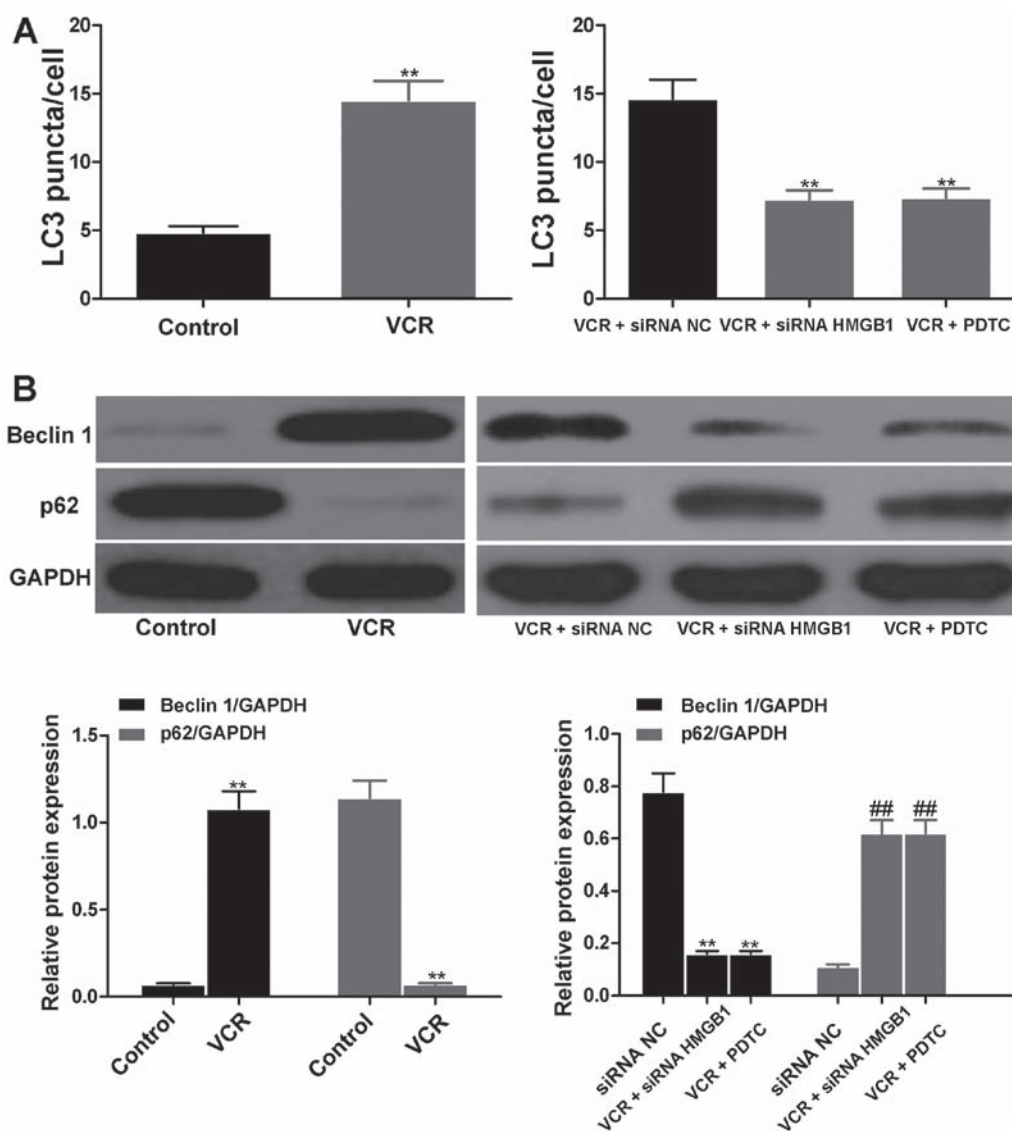 A
LC3 puncta/cell
20
15
10
5
0
**
Control
VCR
LC3 puncta/cell
20
15
10
5
0
**
**
VCR + siRNA NC
VCR + siRNA HMGB1
VCR + PDTC
B
Beclin 1
p62
GAPDH
Control
VCR
VCR + siRNA NC
VCR + siRNA HMGB1
VCR + PDTC
Beclin 1/GAPDH
p62/GAPDH
Relative protein expression
1.5
1.0
0.5
0.0
**
**
Control
VCR
Control
VCR
Beclin 1/GAPDH
p62/GAPDH
Relative protein expression
1.0
0.8
0.6
0.4
0.2
0.0
**
**
##
##
siRNA NC
VCR + siRNA HMGB1
VCR + PDTC
siRNA NC
VCR + siRNA HMGB1
VCR + PDTC